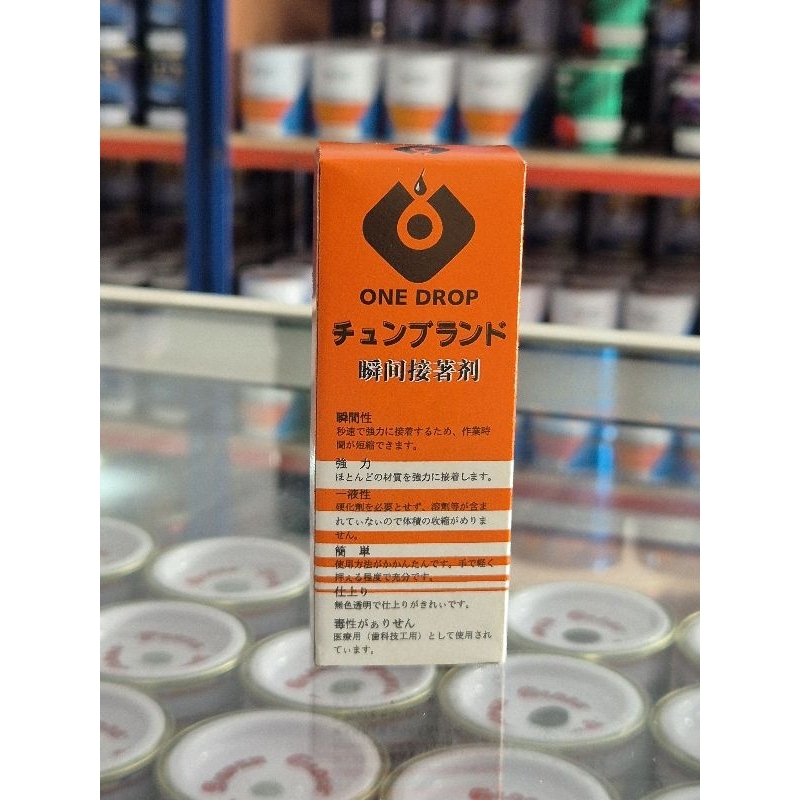 ONE DROP
チュンブランド
瞬间接著剂
瞬間性
秒速で強力に接着するため、作業時
間が短縮できます。
強 力
ほとんどの材質を強力に接着します。
一液性
硬化剤を必要とせず、溶剤等が含ま
れていないので体積の収縮がめりま
せん。
簡 単
使用方法がかかんたんです。手で軽く
押える程度で充分です。
仕上り
無色透明で仕上りがきれいです。
毒性がぁりせん
医療用（歯科技工用）として使用され
ています。